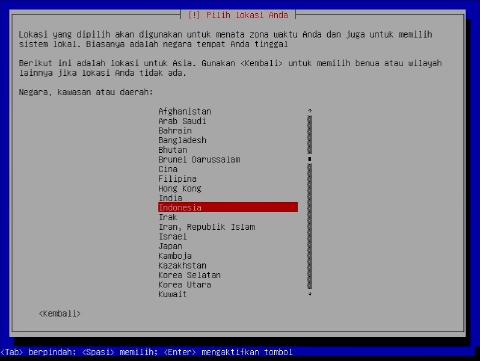 [!] Pilih lokasi Anda
Lokasi yang dipilih akan digunakan untuk menata zona waktu Anda dan juga untuk memilih
sistem lokal. Biasanya adalah negara tempat Anda tinggal
Berikut ini adalah lokasi untuk Asia. Gunakan <Kembali> untuk memilih benua atau wilayah
lainnya jika lokasi Anda tidak ada.
Negara, kawasan atau daerah:
Afghanistan
Arab Saudi
Bahrain
Bangladesh
Bhutan
Brunei Darussalam
Cina
Filipina
Hong Kong
India
Indonesia
Irak
Iran, Republik Islam
Israel
Japan
Kamboja
Kazakhstan
Korea Selatan
Korea Utara
Kuwait
<Kembali>
<Tab> berpindah; <Spasi> memilih; <Enter> mengaktifkan tombol